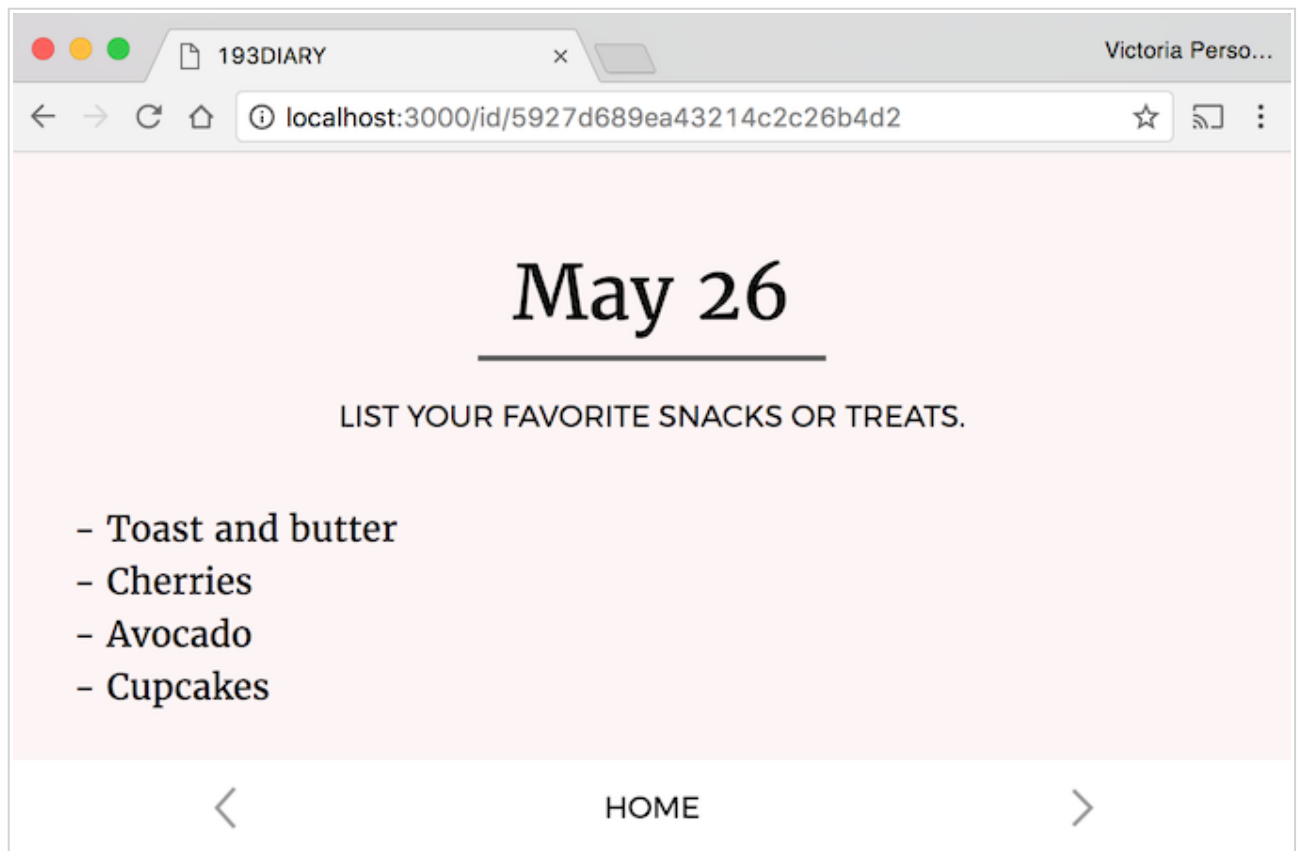 193DIARY
Victoria Perso...
localhost:3000/id/5927d689ea43214c2c26b4d2
May 26
LIST YOUR FAVORITE SNACKS OR TREATS.
- Toast and butter
- Cherries
- Avocado
- Cupcakes
HOME